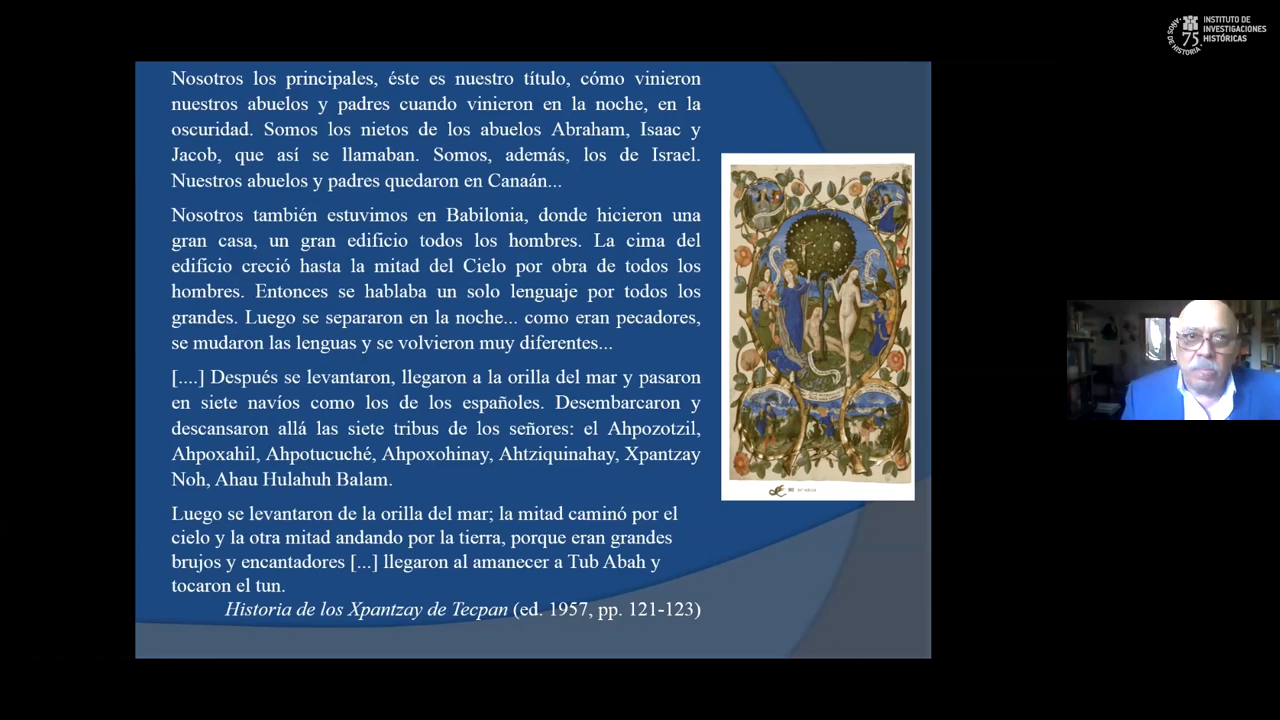 INSTITUTO DE
INVESTIGACIONES
HISTÓRICAS
75
AÑOS DE HISTORIA
Nosotros los principales, éste es nuestro título, cómo vinieron
nuestros abuelos y padres cuando vinieron en la noche, en la
oscuridad. Somos los nietos de los abuelos Abraham, Isaac y
Jacob, que así se llamaban. Somos, además, los de Israel.
Nuestros abuelos y padres quedaron en Canaán...
Nosotros también estuvimos en Babilonia, donde hicieron una
gran casa, un gran edificio todos los hombres. La cima del
edificio creció hasta la mitad del Cielo por obra de todos los
hombres. Entonces se hablaba un solo lenguaje por todos los
grandes. Luego se separaron en la noche... como eran pecadores,
se mudaron las lenguas y se volvieron muy diferentes...
[....] Después se levantaron, llegaron a la orilla del mar y pasaron
en siete navíos como los de los españoles. Desembarcaron y
descansaron allá las siete tribus de los señores: el Ahpozotzil,
Ahpoxahil, Ahpotucuché, Ahpoxohinay, Ahtziquinahay, Xpantzay
Noh, Ahau Hulahuh Balam.
Luego se levantaron de la orilla del mar; la mitad caminó por el
cielo y la otra mitad andando por la tierra, porque eran grandes
brujos y encantadores [...] llegaron al amanecer a Tub Abah y
tocaron el tun.
Historia de los Xpantzay de Tecpan (ed. 1957, pp. 121-123)